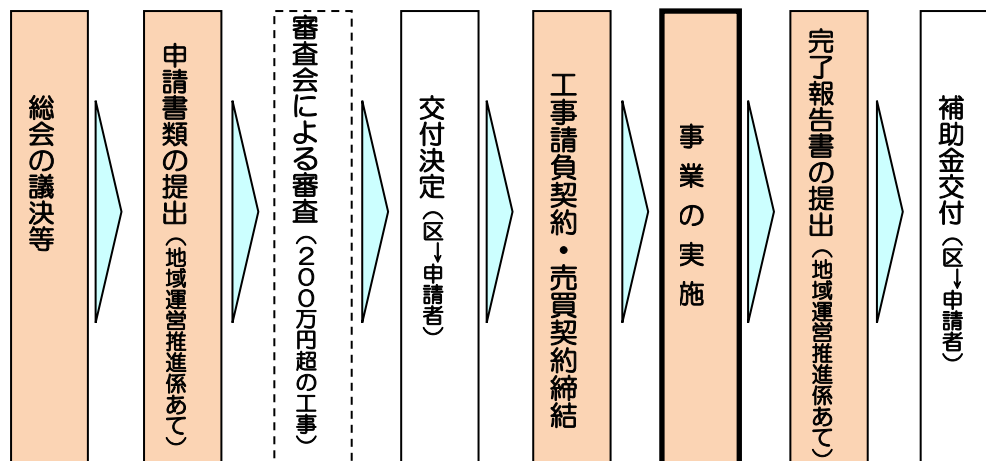 総会の議決等
申請書類の提出（地域運営推進係あて）
審査会による審査（２００万円超の工事）
交付決定（区→申請者）
工事請負契約・売買契約締結
事業の実施
完了報告書の提出（地域運営推進係あて）
補助金交付（区→申請者）